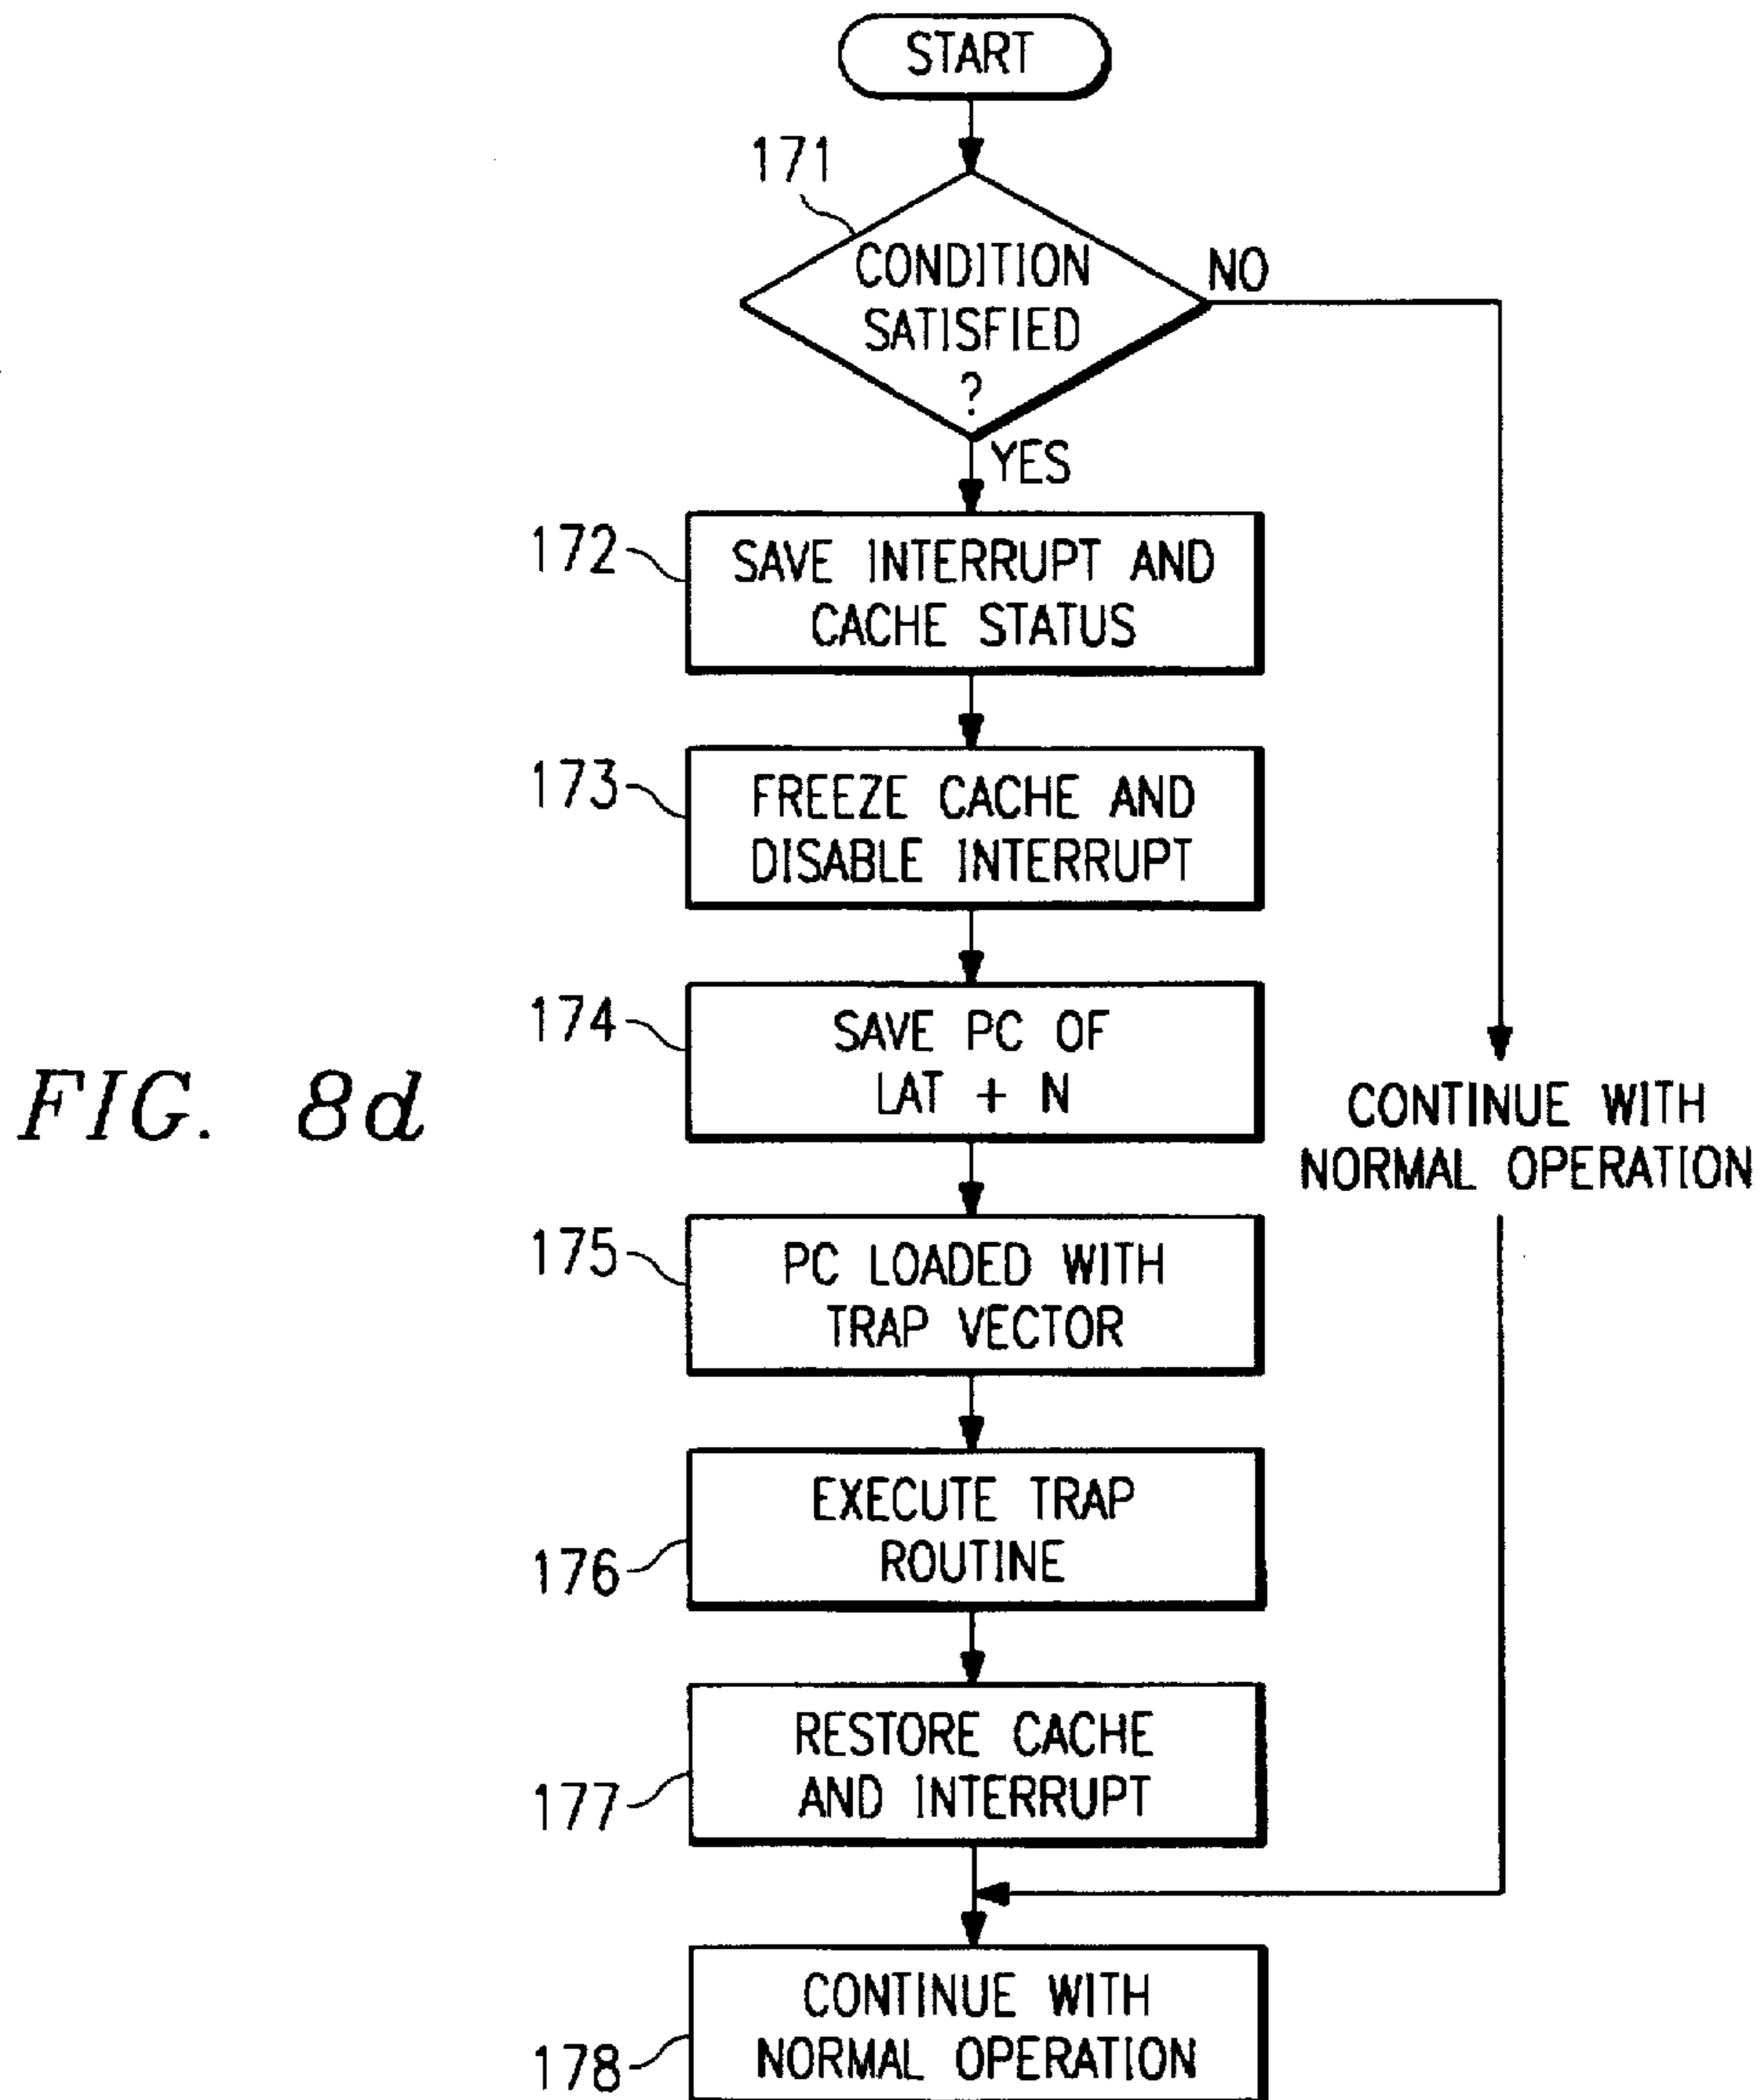 START
171
CONDITION
SATISFIED
?
NO
YES
172
SAVE INTERRUPT AND
CACHE STATUS
173
FREEZE CACHE AND
DISABLE INTERRUPT
174
SAVE PC OF
LAT + N
FIG. 8d
CONTINUE WITH
NORMAL OPERATION
175
PC LOADED WITH
TRAP VECTOR
EXECUTE TRAP
ROUTINE
176
RESTORE CACHE
AND INTERRUPT
177
CONTINUE WITH
NORMAL OPERATION
178